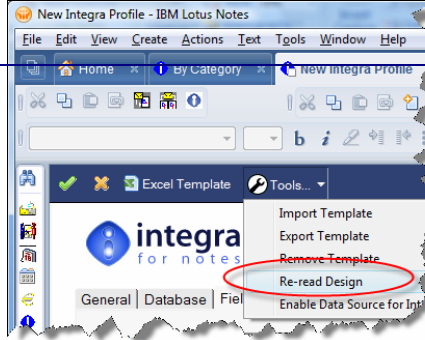 New Integra Profile - IBM Lotus Notes
File Edit View Create Actions Text Tools Window Help
Home By Category New Integra Profile
b i
Excel Template Tools...
Import Template
integra Export Template
for notes Remove Template
Re-read Design
General Database
Enable Data Source for